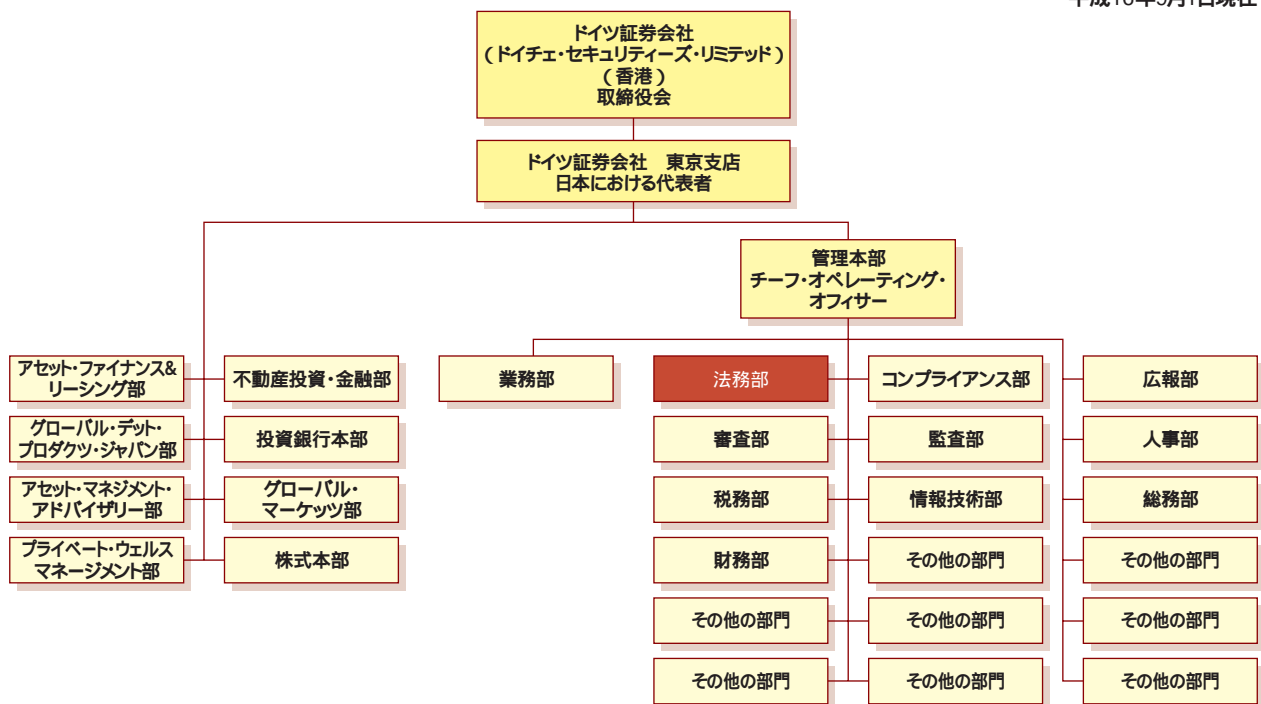 平成16年9月1日現在
ドイツ証券会社
(ドイチェ・セキュリティーズ・リミテッド)
(香港)
取締役会
ドイツ証券会社 東京支店
日本における代表者
管理本部
チーフ・オペレーティング・
オフィサー
アセット・ファイナンス&
リーシング部
不動産投資・金融部
業務部
法務部
コンプライアンス部
広報部
グローバル・デット・
プロダクツ・ジャパン部
投資銀行本部
審査部
監査部
人事部
アセット・マネジメント・
アドバイザリー部
グローバル・
マーケッツ部
税務部
情報技術部
総務部
プライベート・ウェルス
マネージメント部
株式本部
財務部
その他の部門
その他の部門
その他の部門
その他の部門
その他の部門
その他の部門
その他の部門
その他の部門